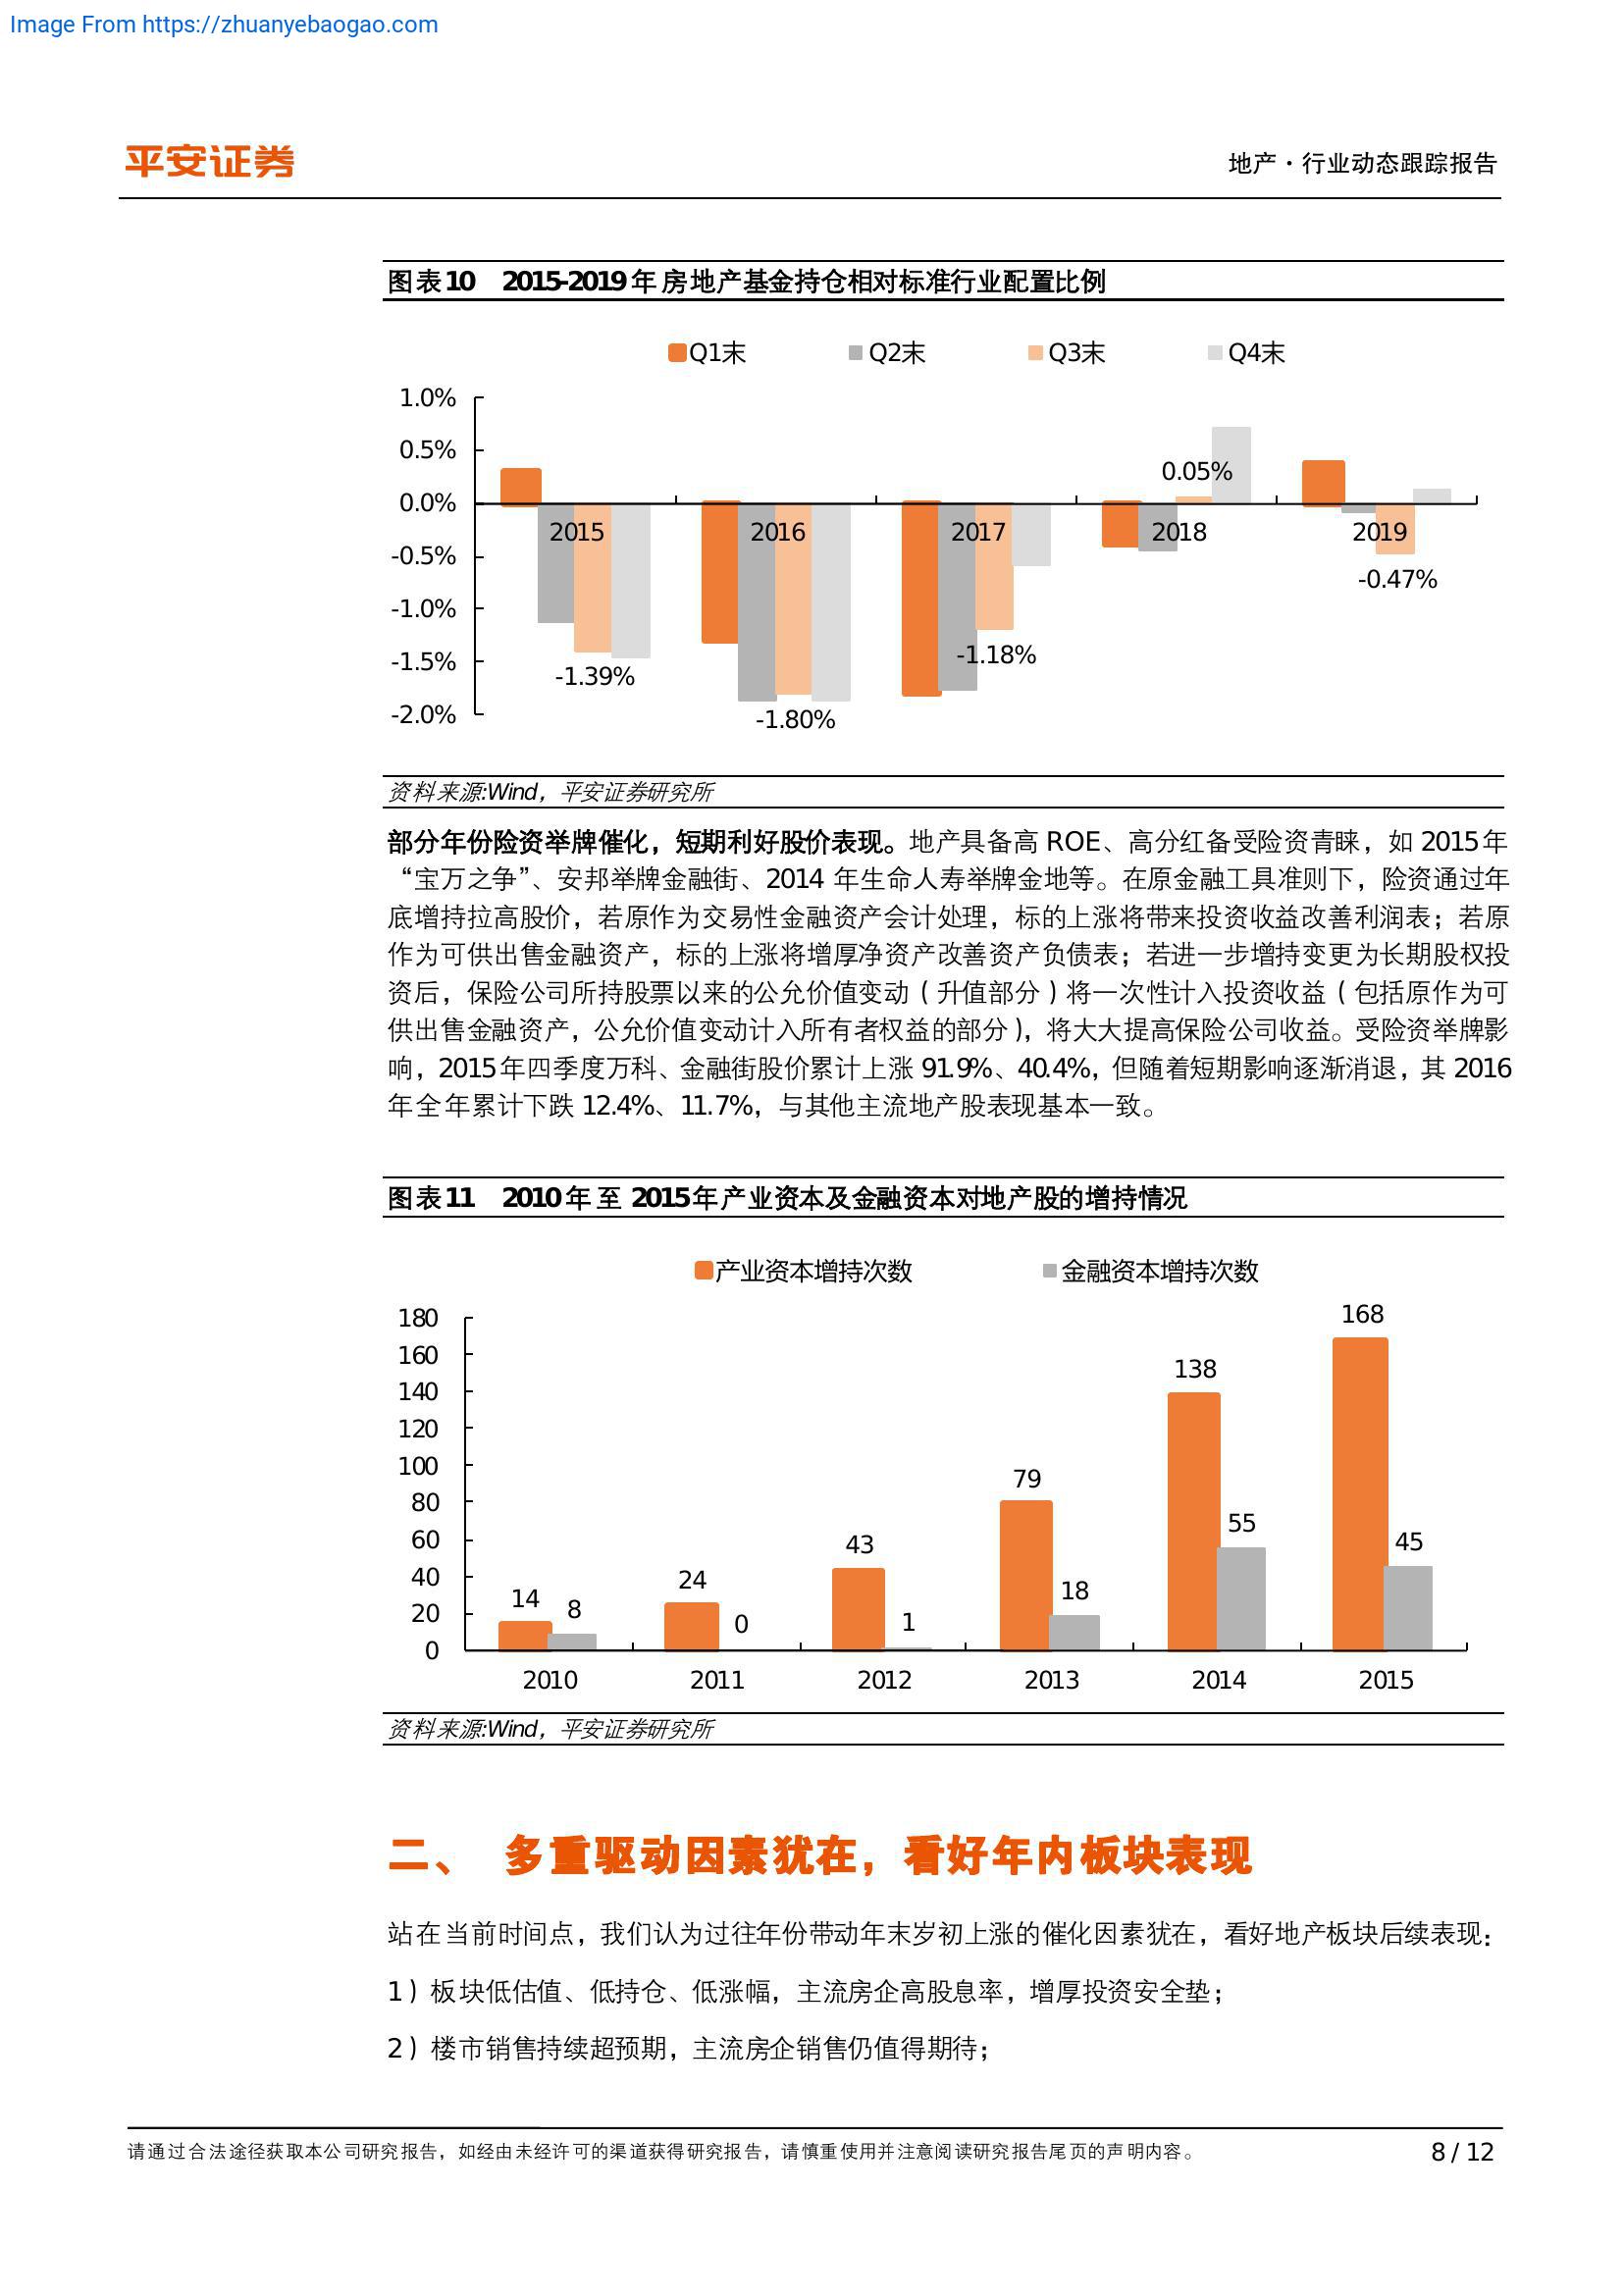 Image From https://zhuanyebaogao.com
平安证券
地产·行业动态跟踪报告
图表10 2015-2019年房地产基金持仓相对标准行业配置比例
Q1末 Q2末 Q3末 Q4末
1.0%
0.5%
0.0%
-0.5%
-1.0%
-1.5%
-2.0%
0.05%
2015 2016 2017 2018 2019
-0.47%
-1.18%
-1.39%
-1.80%
资料来源:Wind，平安证券研究所
部分年份险资举牌催化，短期利好股价表现。地产具备高 ROE、高分红备受险资青睐，如 2015年
“宝万之争”、安邦举牌金融街、2014 年生命人寿举牌金地等。在原金融工具准则下，险资通过年
底增持拉高股价，若原作为交易性金融资产会计处理，标的上涨将带来投资收益改善利润表；若原
作为可供出售金融资产，标的上涨将增厚净资产改善资产负债表；若进一步增持变更为长期股权投
资后，保险公司所持股票以来的公允价值变动（升值部分）将一次性计入投资收益（包括原作为可
供出售金融资产，公允价值变动计入所有者权益的部分），将大大提高保险公司收益。受险资举牌影
响，2015年四季度万科、金融街股价累计上涨 91.9%、40.4%，但随着短期影响逐渐消退，其 2016
年全年累计下跌 12.4%、11.7%，与其他主流地产股表现基本一致。
图表11 2010年至 2015年产业资本及金融资本对地产股的增持情况
产业资本增持次数 金融资本增持次数
180
160
140
120
100
80
60
40
20
0
14 8 24 0 43 1 79 18 138 55 168 45
2010 2011 2012 2013 2014 2015
资料来源:Wind，平安证券研究所
二、 多重驱动因素犹在，看好年内板块表现
站在当前时间点，我们认为过往年份带动年末岁初上涨的催化因素犹在，看好地产板块后续表现：
1）板块低估值、低持仓、低涨幅，主流房企高股息率，增厚投资安全垫；
2）楼市销售持续超预期，主流房企销售仍值得期待；
请通过合法途径获取本公司研究报告，如经由未经许可的渠道获得研究报告，请慎重使用并注意阅读研究报告尾页的声明内容。
8 / 12